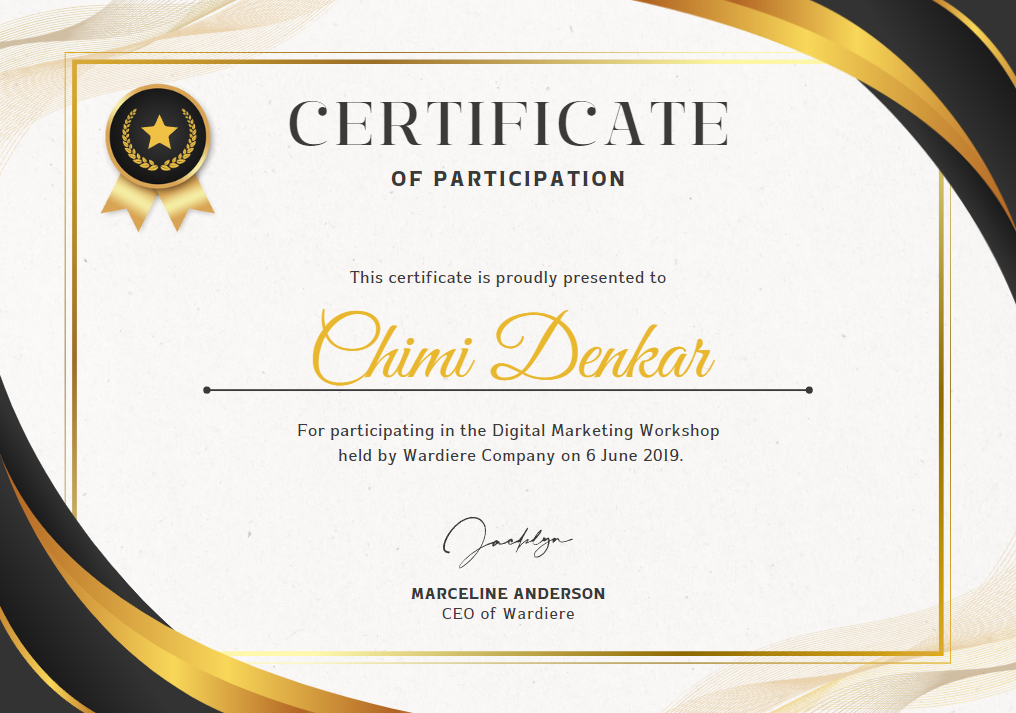 CERTIFICATE
OF PARTICIPATION
This certificate is proudly presented to
Chimi Denkar
For participating in the Digital Marketing Workshop
held by Wardiere Company on 6 June 2019.
Jacklyn
MARCELINE ANDERSON
CEO of Wardiere